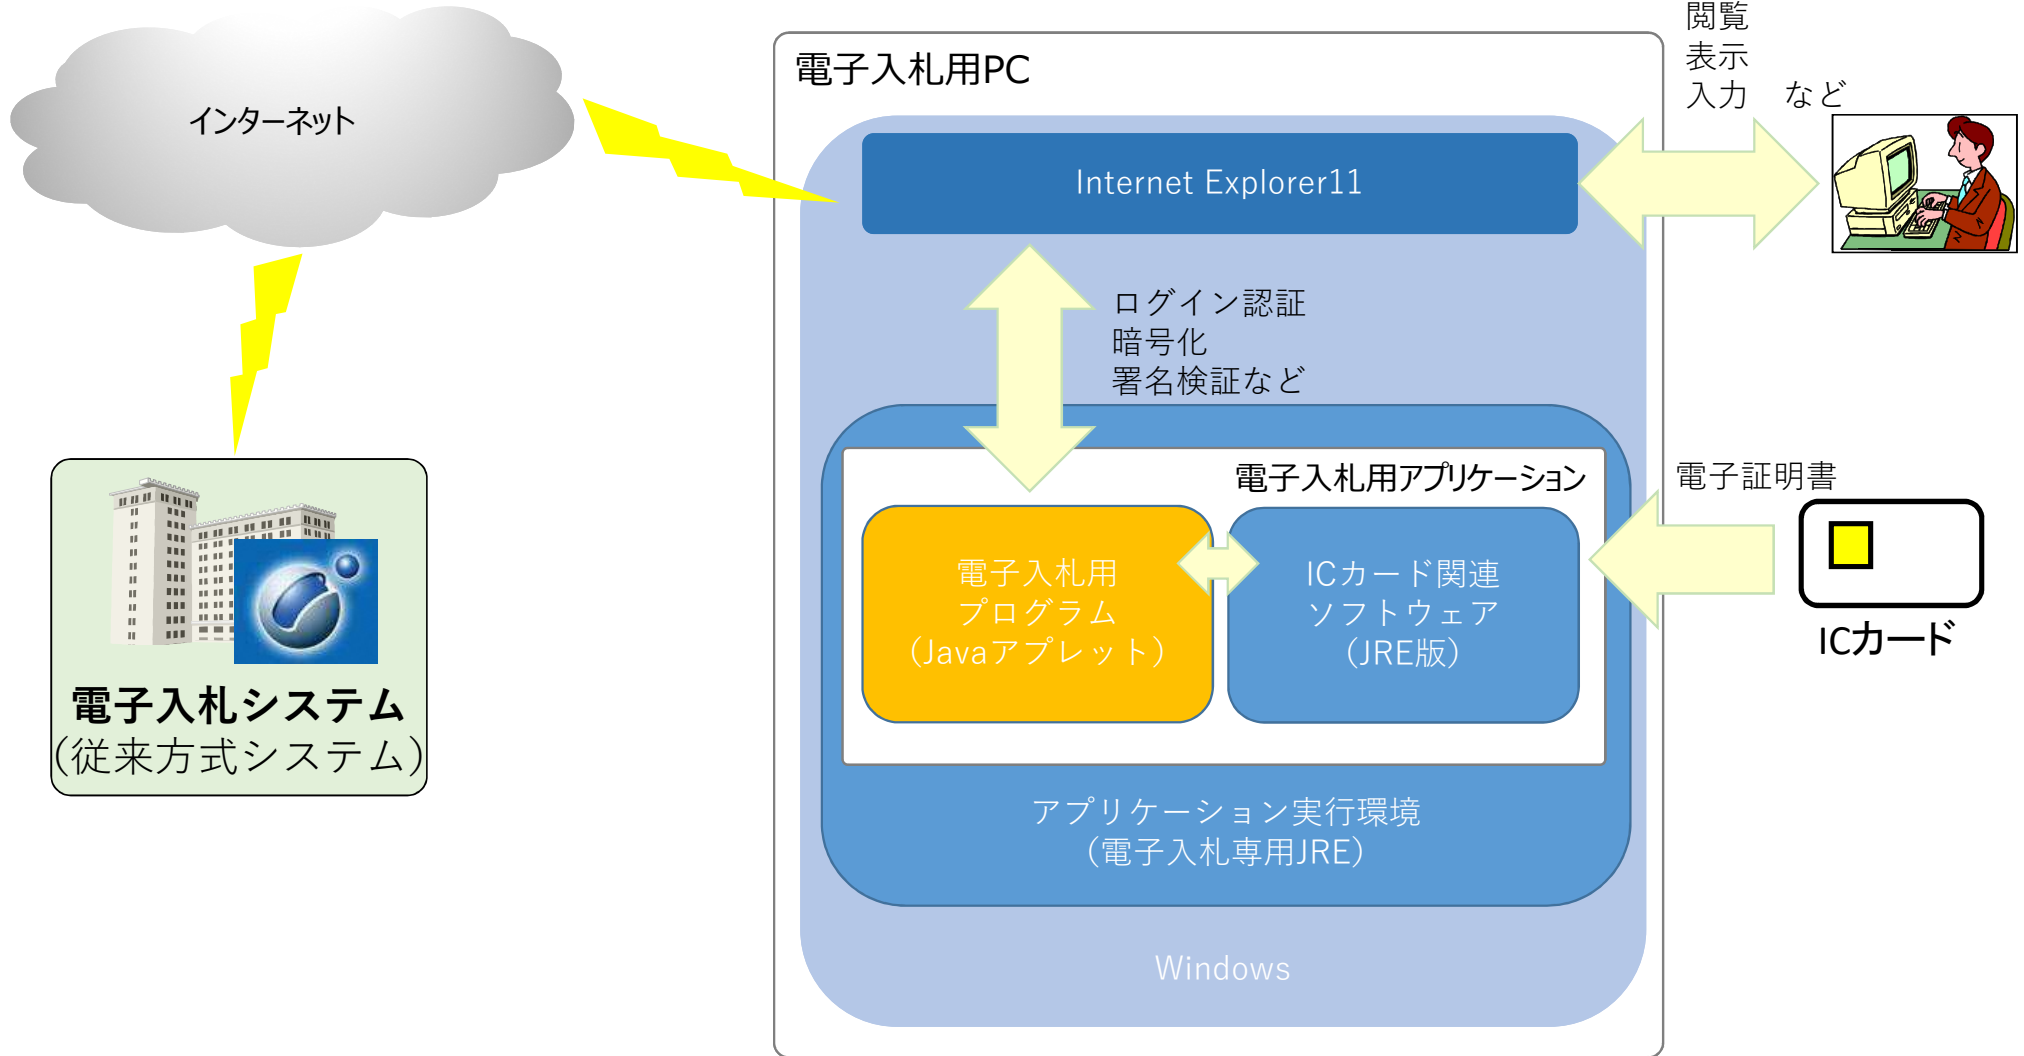 閲覧
表示
入力　など
電子入札用PC
インターネット
Internet Explorer11
ログイン認証
暗号化
署名検証など
電子入札用アプリケーション
電子証明書
電子入札用
プログラム
(Javaアプレット)
ICカード関連
ソフトウェア
(JRE版)
ICカード
電子入札システム
(従来方式システム)
アプリケーション実行環境
(電子入札専用JRE)
Windows